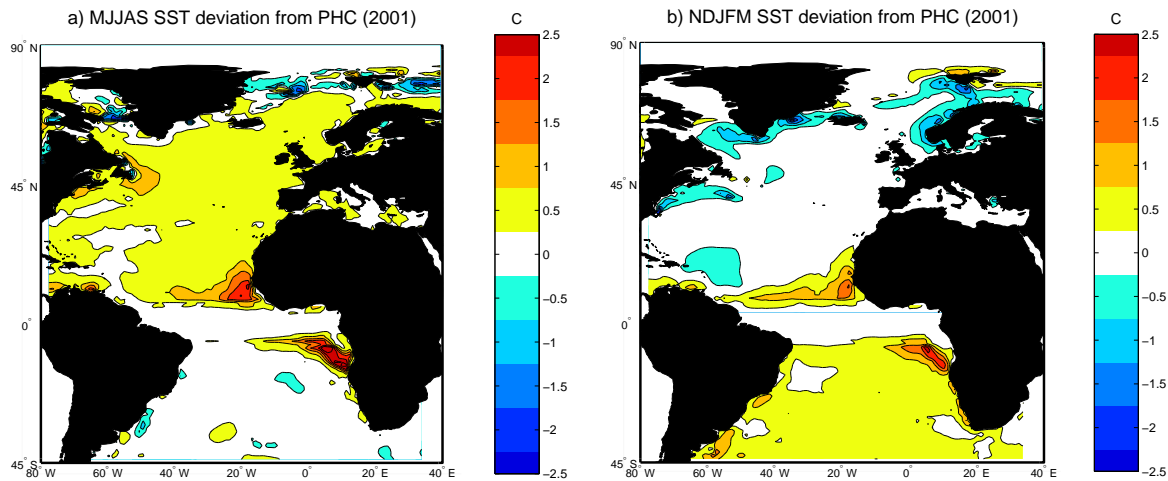 a) MJJAS SST deviation from PHC (2001)
C
90° N
45° N
0°
45° S
80° W
60° W
40° W
20° W
0°
20° E
40° E
2.5
2
1.5
1
0.5
0
−0.5
−1
−1.5
−2
−2.5
b) NDJFM SST deviation from PHC (2001)
C
90° N
45° N
0°
45° S
80° W
60° W
40° W
20° W
0°
20° E
40° E
2.5
2
1.5
1
0.5
0
−0.5
−1
−1.5
−2
−2.5